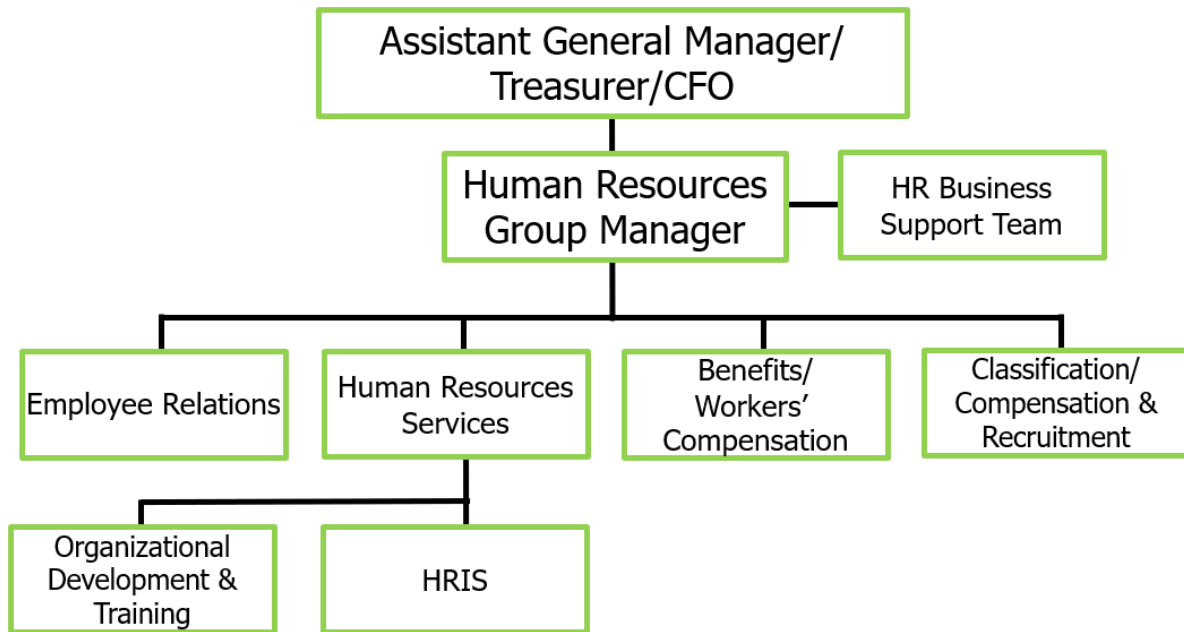 Assistant General Manager/
Treasurer/CFO
Human Resources
Group Manager
HR Business
Support Team
Employee Relations
Human Resources
Services
Benefits/
Workers’
Compensation
Classification/
Compensation &
Recruitment
Organizational
Development &
Training
HRIS